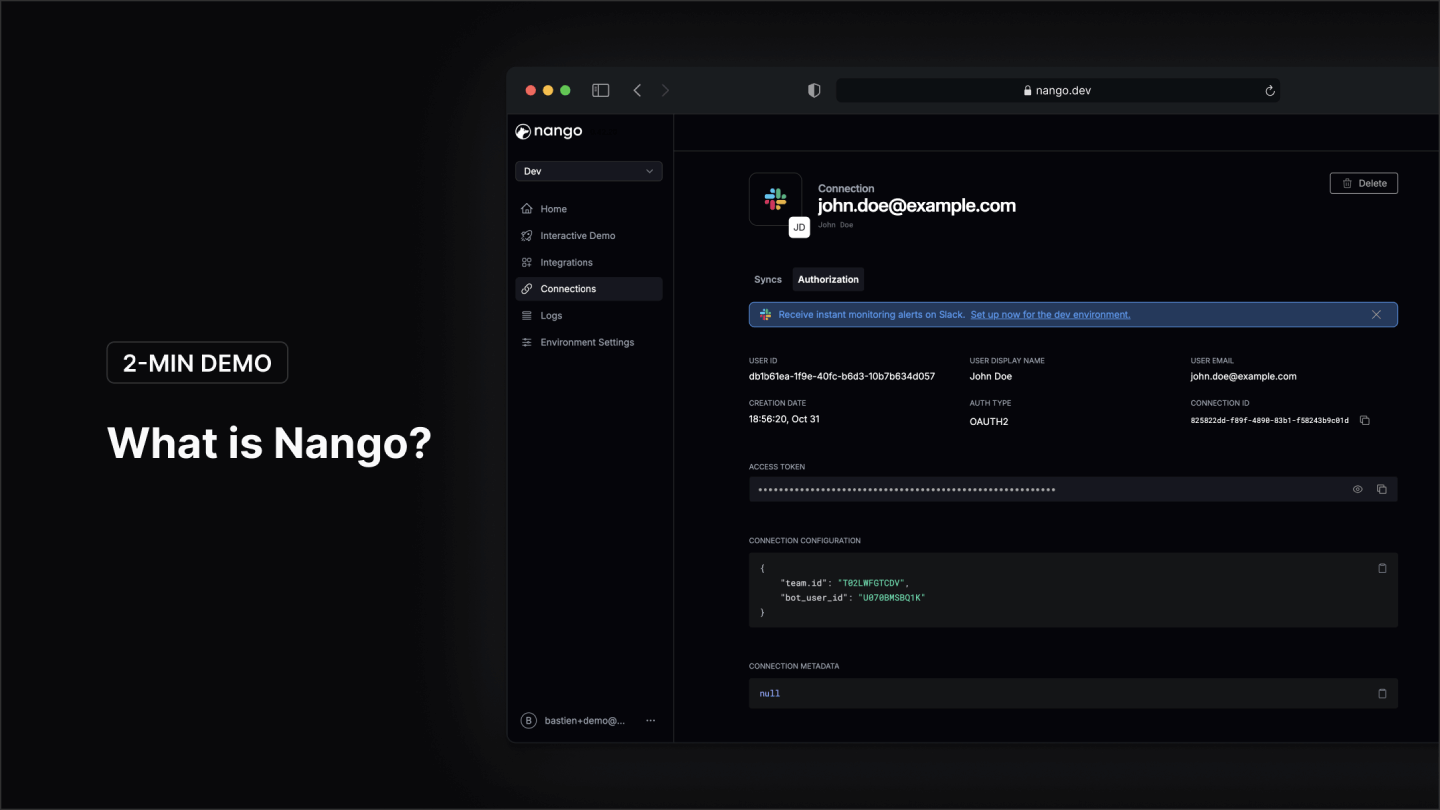 2-MIN DEMO
What is Nango?
nango.dev
nango
Dev
Home
Interactive Demo
Integrations
Connections
Logs
Environment Settings
B bastien+demo@...
Connection
john.doe@example.com
JD
John Doe
Delete
Syncs Authorization
Receive instant monitoring alerts on Slack. Set up now for the dev environment.
USER ID USER DISPLAY NAME USER EMAIL
db1b61ea-1f9e-40fc-b6d3-10b7b634d057 John Doe john.doe@example.com
CREATION DATE AUTH TYPE CONNECTION ID
18:56:20, Oct 31 OAUTH2 825822dd-f89f-4890-83b1-f58243b9c01d
ACCESS TOKEN
CONNECTION CONFIGURATION
{
"team.id": "T02LWFGTCDV",
"bot_user_id": "U070BMSBQ1K"
}
CONNECTION METADATA
null